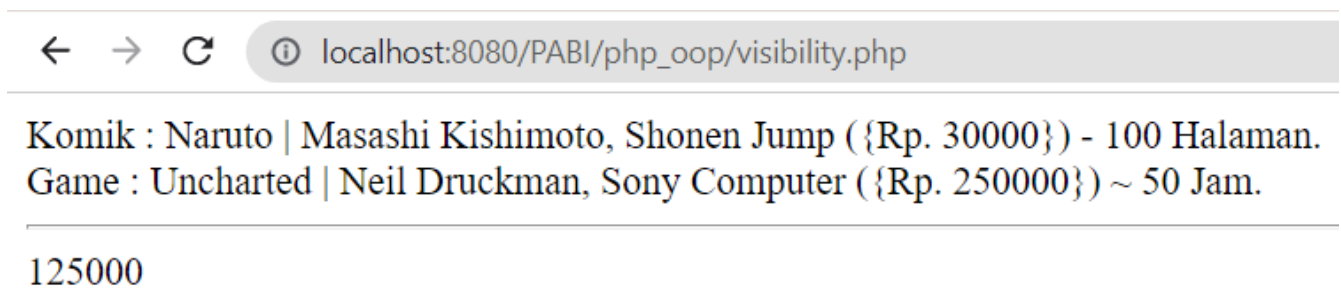 localhost:8080/PABI/php_oop/visibility.php
Komik : Naruto | Masashi Kishimoto, Shonen Jump ({Rp. 30000}) - 100 Halaman.
Game : Uncharted | Neil Druckman, Sony Computer ({Rp. 250000}) ~ 50 Jam.
125000